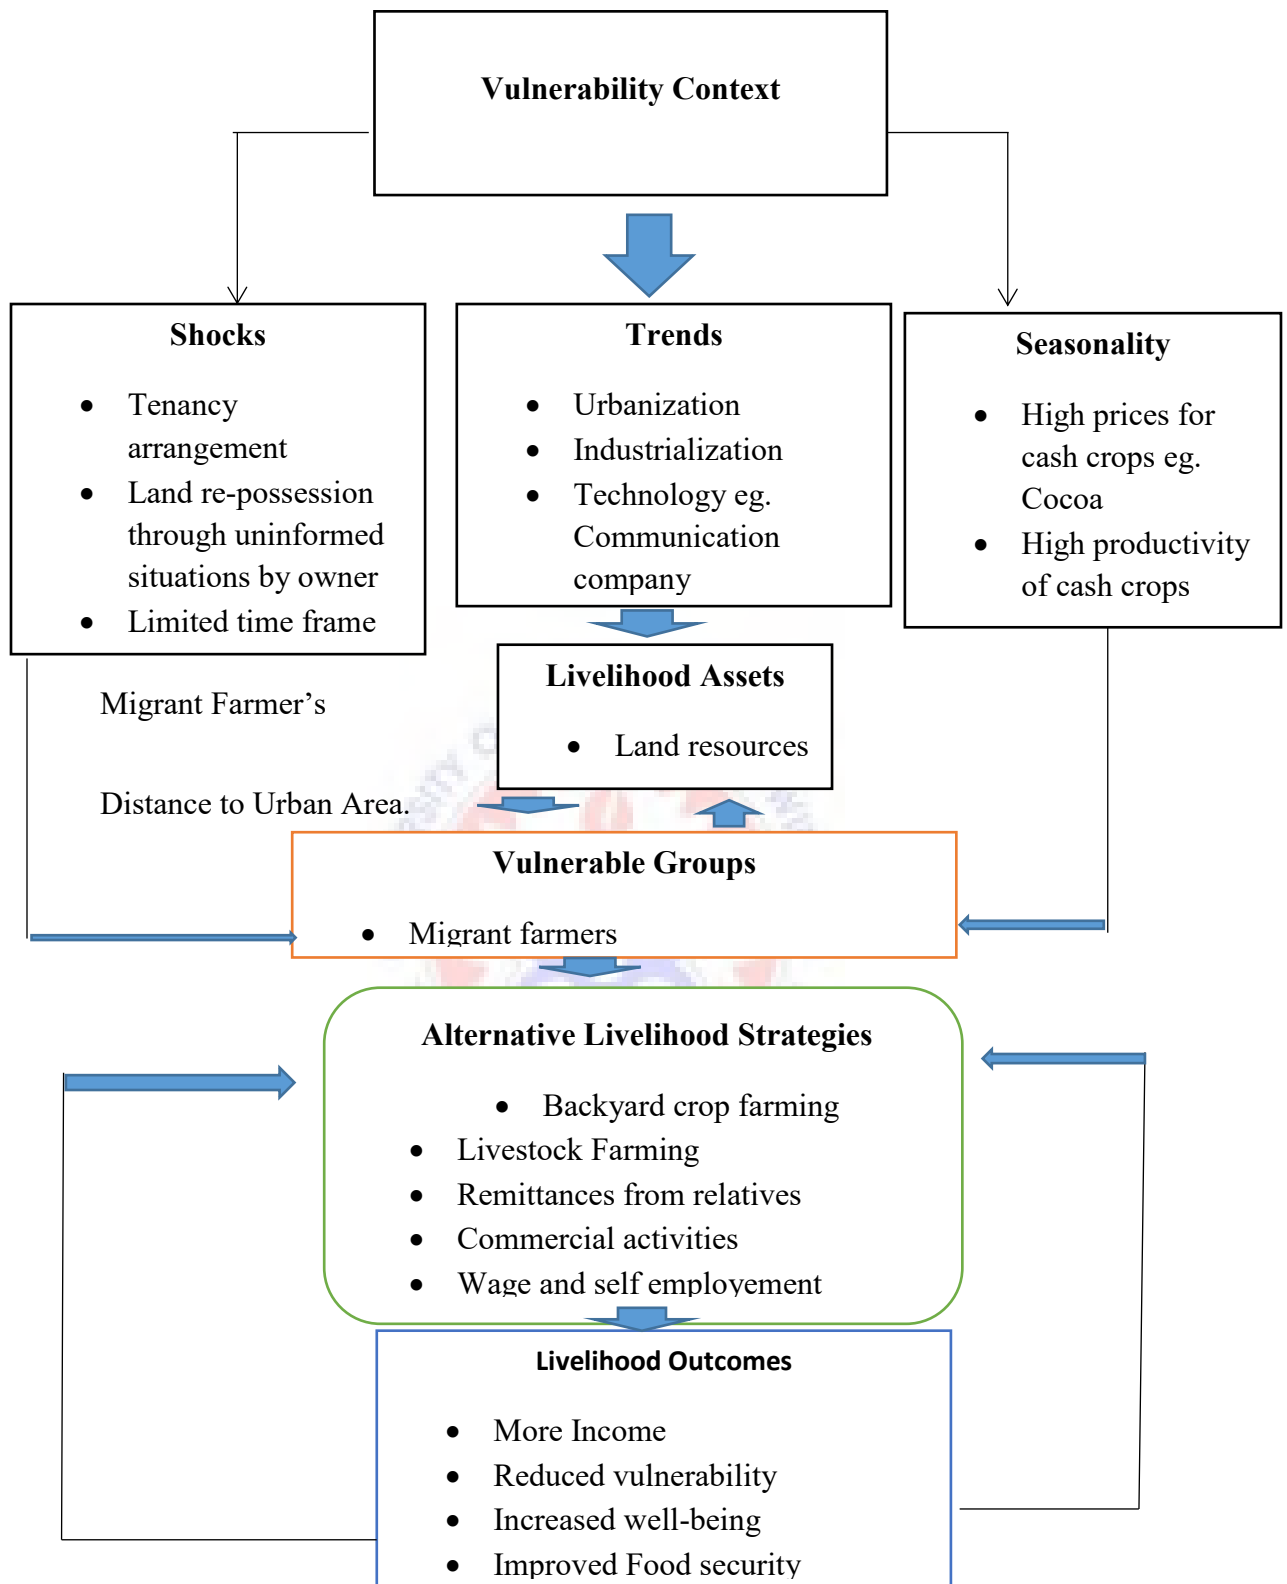 Vulnerability Context
Shocks
• Tenancy
arrangement
• Land re-possession
through uninformed
situations by owner
• Limited time frame
Trends
• Urbanization
• Industrialization
• Technology eg.
Communication
company
Seasonality
• High prices for
cash crops eg.
Cocoa
• High productivity
of cash crops
Migrant Farmer’s
Distance to Urban Area.
Livelihood Assets
• Land resources
Vulnerable Groups
• Migrant farmers
Alternative Livelihood Strategies
• Backyard crop farming
• Livestock Farming
• Remittances from relatives
• Commercial activities
• Wage and self employement
Livelihood Outcomes
• More Income
• Reduced vulnerability
• Increased well-being
• Improved Food security